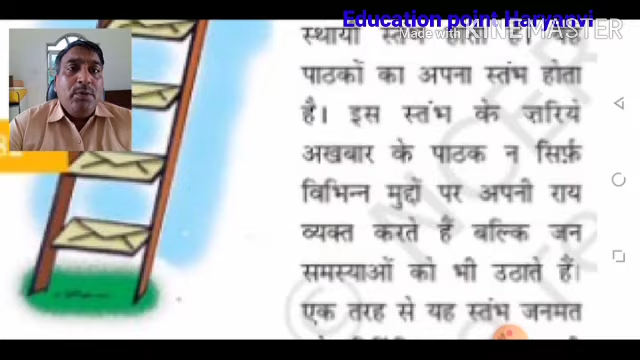 Education point Haryanvi
Made with KINEMASTER
स्थायी स्तंभ होता है। यह
पाठकों का अपना स्तंभ होता
है। इस स्तंभ के ज़रिये
अखबार के पाठक न सिर्फ़
विभिन्न मुद्दों पर अपनी राय
व्यक्त करते हैं बल्कि जन
समस्याओं को भी उठाते हैं।
एक तरह से यह स्तंभ जनमत